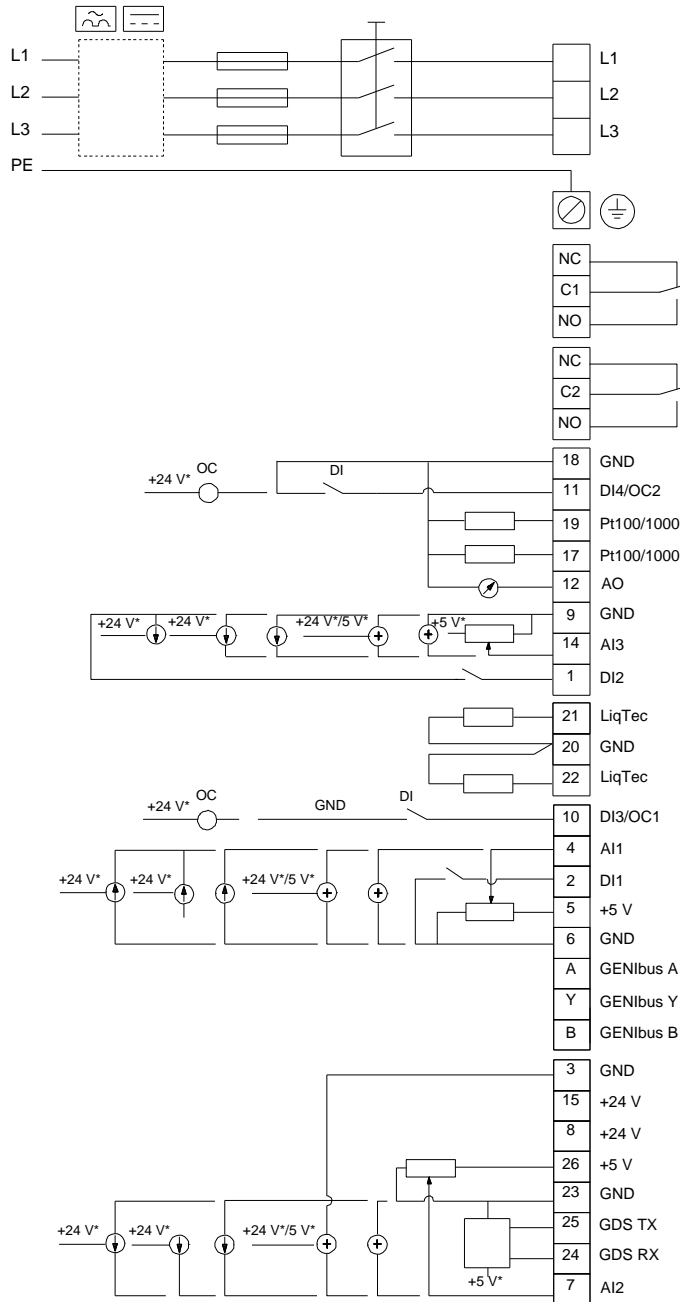 L1 L1
L2 L2
L3 L3
PE
NC
C1
NO
NC
C2
NO
18 GND
+24 V* OC DI 11 DI4/OC2
19 Pt100/1000
17 Pt100/1000
12 AO
9 GND
+24 V* +24 V* +24 V*/5 V* +5 V*
14 AI3
1 DI2
21 LiqTec
20 GND
22 LiqTec
+24 V* OC GND DI 10 DI3/OC1
4 AI1
+24 V* +24 V* +24 V*/5 V* 2 DI1
5 +5 V
6 GND
A GENIbus A
Y GENIbus Y
B GENIbus B
3 GND
15 +24 V
8 +24 V
26 +5 V
23 GND
+24 V* +24 V* +24 V*/5 V* 25 GDS TX
24 GDS RX
+5 V* 7 AI2